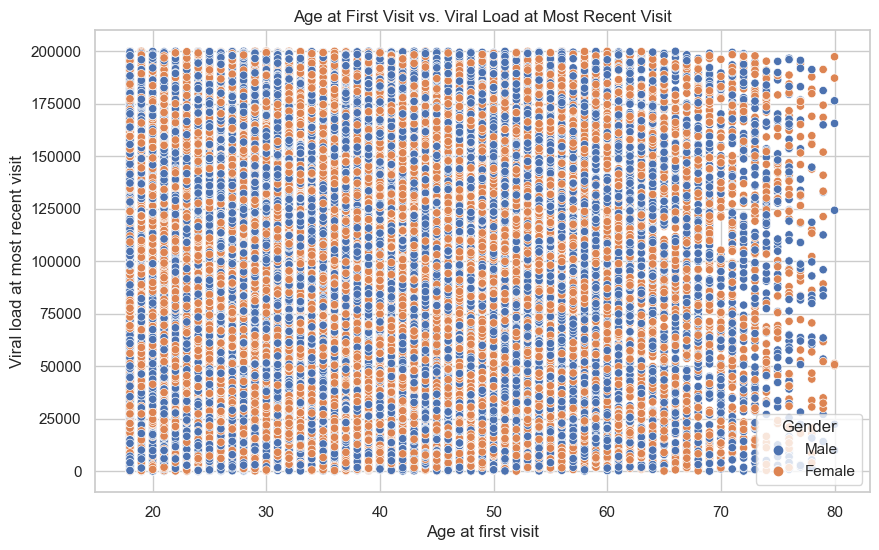 Age at First Visit vs. Viral Load at Most Recent Visit
200000
175000
150000
125000
100000
75000
50000
25000
0
Viral load at most recent visit
20 30 40 50 60 70 80
Age at first visit
Gender
Male
Female